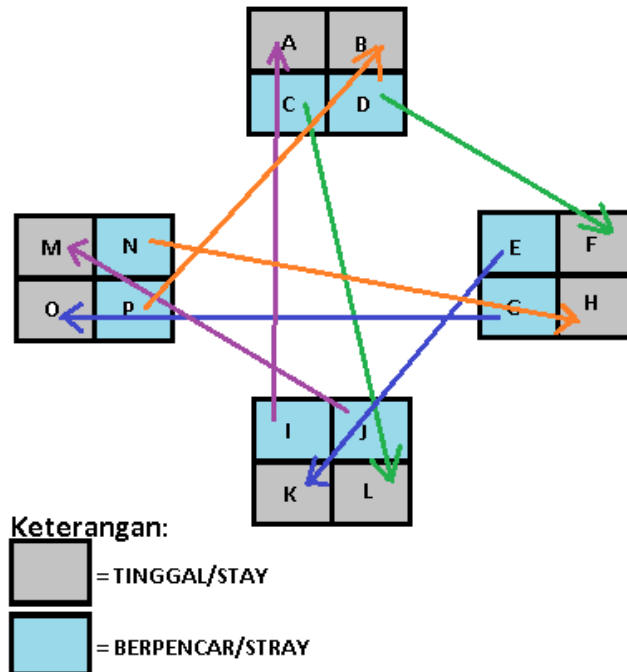 A B
C D
M N
O P
E F
G H
I J
K L
Keterangan:
= TINGGAL/STAY
= BERPENCAR/STRAY